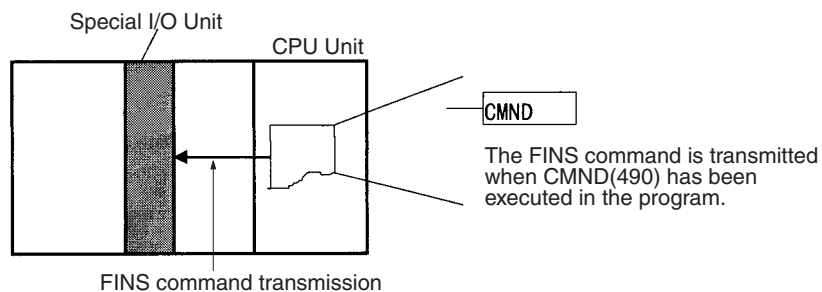 Special I/O Unit
CPU Unit
CMND
The FINS command is transmitted
when CMND(490) has been
executed in the program.
FINS command transmission